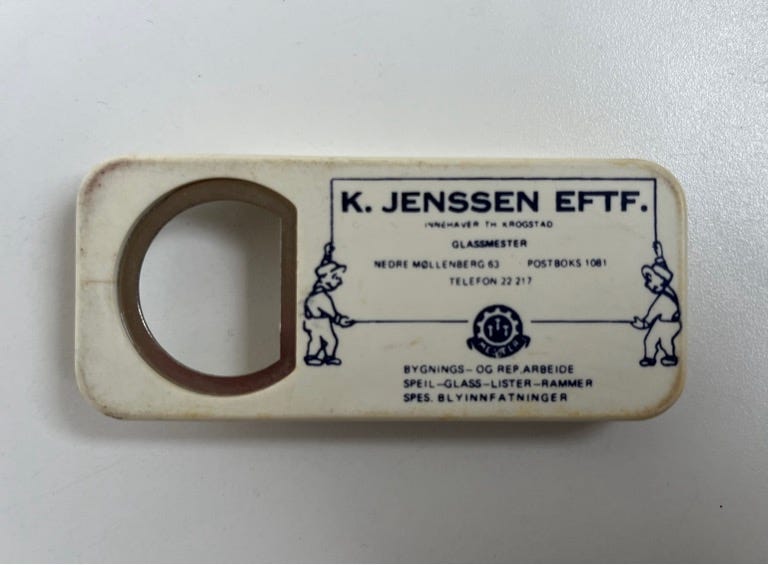 K. JENSSEN EFTF.
INNEHAVER TH KROGSTAD
GLASSMESTER
NEDRE MØLLENBERG 63 POSTBOKS 1081
TELEFON 22 217
MESTER
BYGNINGS- OG REP.ARBEIDE
SPEIL-GLASS-LISTER-RAMMER
SPES. BLYINNFATNINGER